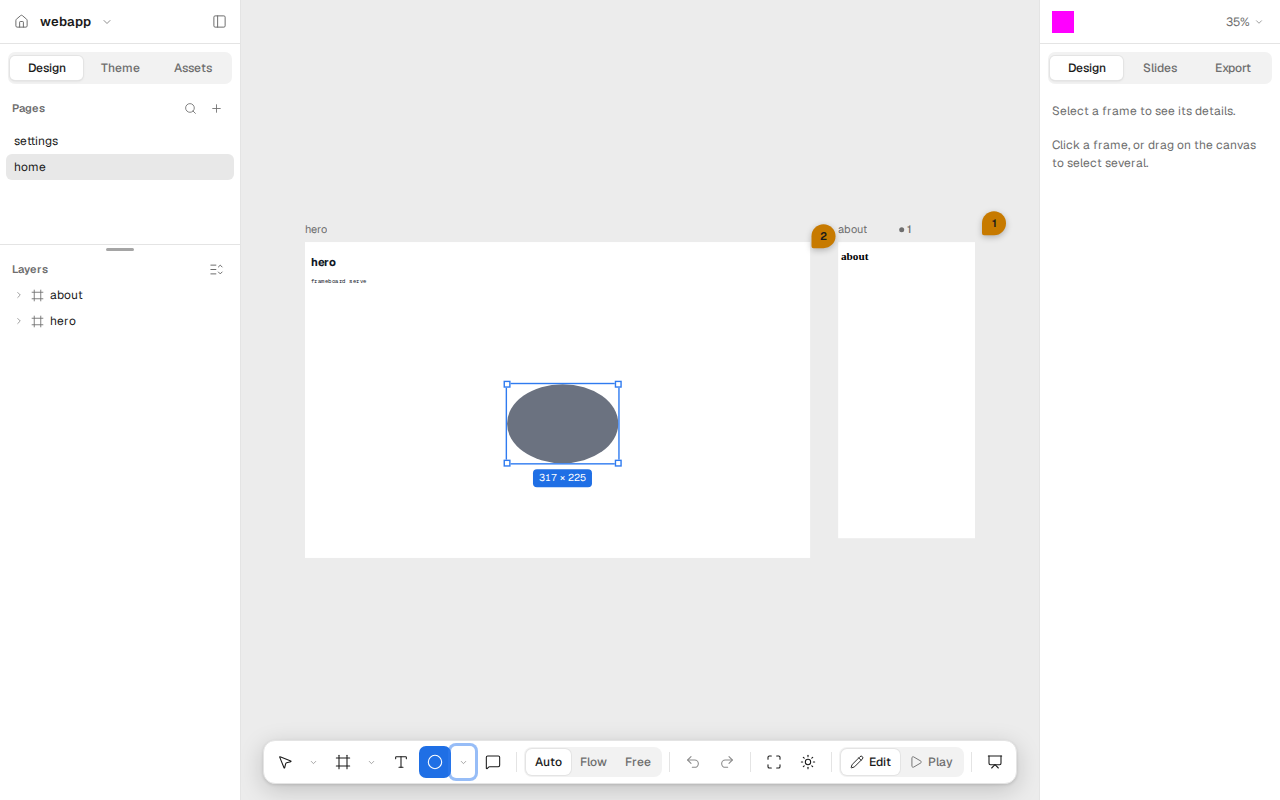 webapp
35%
Design Theme Assets
Design Slides Export
Pages
settings
home
Select a frame to see its details.
Click a frame, or drag on the canvas
to select several.
Layers
about
hero
hero
2
about
1
1
hero
frameboard serve
about
317 × 225
Auto Flow Free
Edit Play